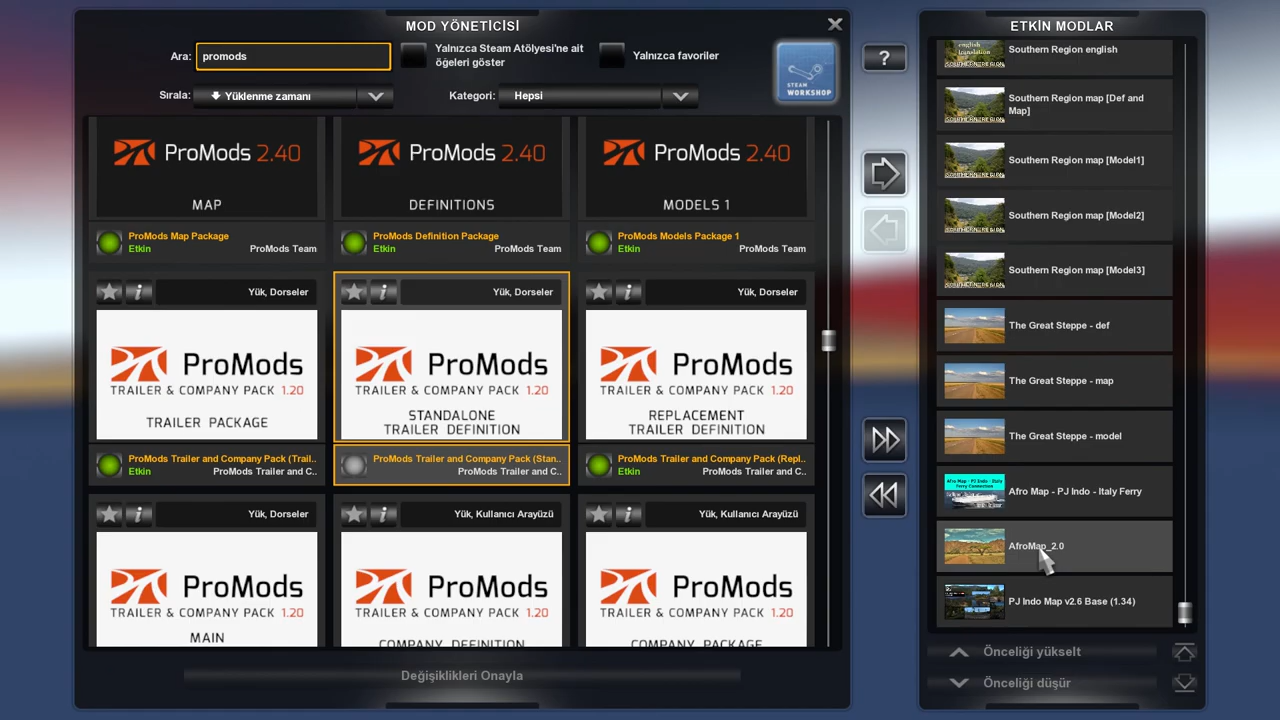 MOD YÖNETİCİSİ
Ara:
promods
Yalnızca Steam Atölyesi'ne ait
öğeleri göster
Yalnızca favoriler
STEAM
WORKSHOP
Sırala:
Yüklenme zamanı
Kategori:
Hepsi
ProMods 2.40
MAP
ProMods 2.40
DEFINITIONS
ProMods 2.40
MODELS 1
ProMods Map Package
Etkin
ProMods Team
ProMods Definition Package
Etkin
ProMods Team
ProMods Models Package 1
Etkin
ProMods Team
Yük, Dorseler
ProMods
TRAILER & COMPANY PACK 1.20
TRAILER PACKAGE
ProMods Trailer and Company Pack (Trail..
Etkin
ProMods Trailer and C..
Yük, Dorseler
ProMods
TRAILER & COMPANY PACK 1.20
STANDALONE
TRAILER DEFINITION
ProMods Trailer and Company Pack (Stan..
ProMods Trailer and C..
Yük, Dorseler
ProMods
TRAILER & COMPANY PACK 1.20
REPLACEMENT
TRAILER DEFINITION
ProMods Trailer and Company Pack (Repl..
Etkin
ProMods Trailer and C..
Yük, Dorseler
ProMods
TRAILER & COMPANY PACK 1.20
MAIN
Yük, Kullanıcı Arayüzü
ProMods
TRAILER & COMPANY PACK 1.20
COMPANY DEFINITION
Yük, Kullanıcı Arayüzü
ProMods
TRAILER & COMPANY PACK 1.20
COMPANY PACKAGE
Değişiklikleri Onayla
?
ETKİN MODLAR
Southern Region english
Southern Region map [Def and
Map]
Southern Region map [Model1]
Southern Region map [Model2]
Southern Region map [Model3]
The Great Steppe - def
The Great Steppe - map
The Great Steppe - model
Afro Map - PJ Indo - Italy
Ferry Connection
Afro Map - PJ Indo - Italy Ferry
AfroMap_2.0
PJ Indo Map v2.6 Base (1.34)
Önceliği yükselt
Önceliği düşür